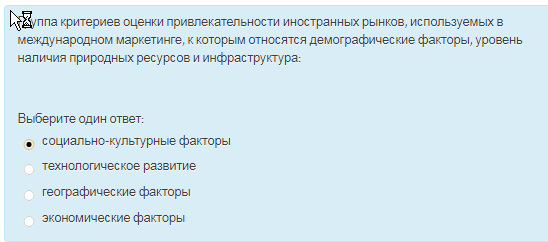 уппа критериев оценки привлекательности иностранных рынков, используемых в
международном маркетинге, к которым относятся демографические факторы, уровень
наличия природных ресурсов и инфраструктура:
Выберите один ответ:
социально-культурные факторы
технологическое развитие
географические факторы
экономические факторы